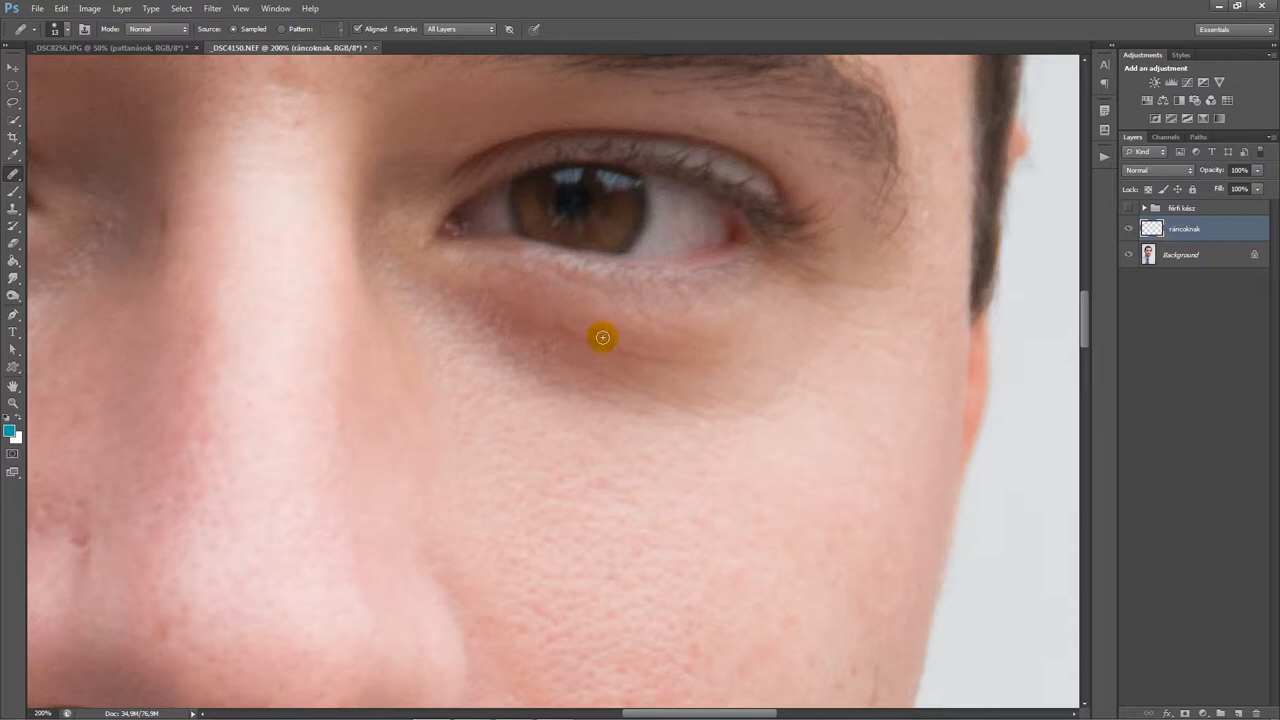 Ps File Edit Image Layer Type Select Filter View Window Help
13 Mode: Normal Source: Sampled Pattern: Aligned Sample: All Layers Essentials
_DSC8256.JPG @ 50% (pattanások, RGB/8*) * × _DSC4150.NEF @ 200% (ráncoknak, RGB/8*) * ×
Adjustments Styles
Add an adjustment
Layers Channels Paths
Kind
Normal Opacity: 100%
Lock: Fill: 100%
férfi kész
ráncoknak
Background
200% Doc: 34,9M/76,9M